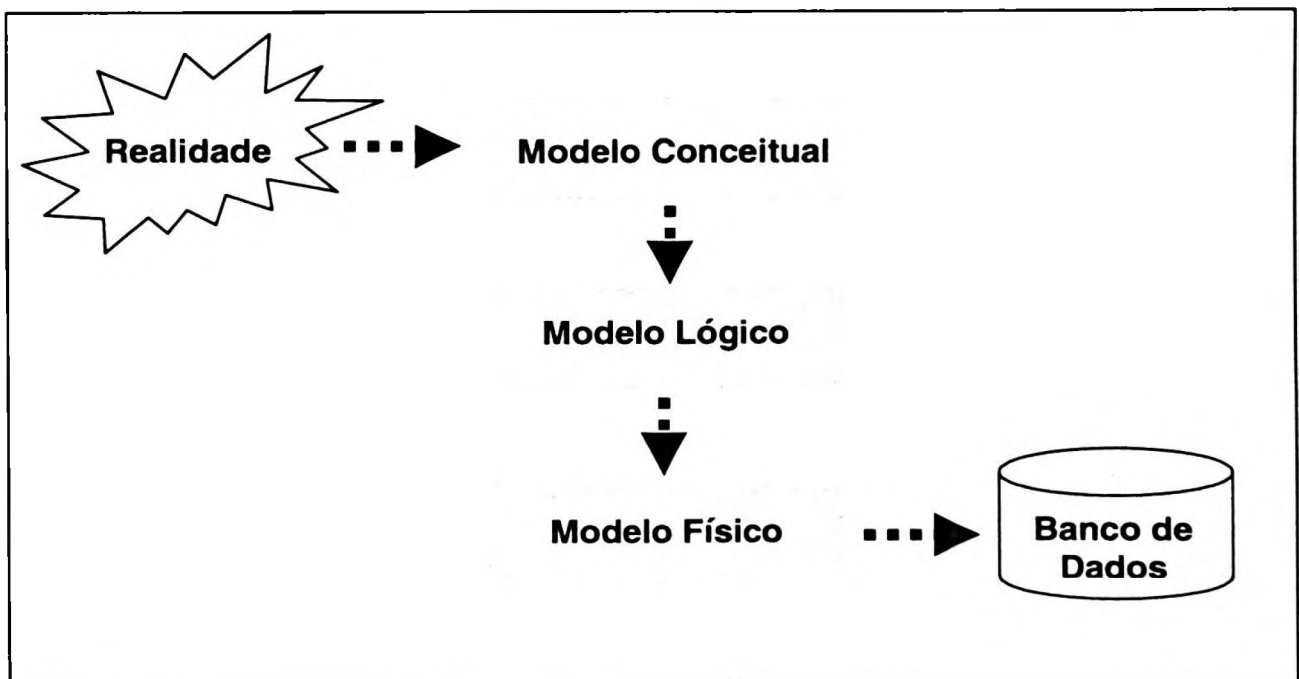 Realidade
Modelo Conceitual
Modelo Lógico
Modelo Físico
Banco de
Dados